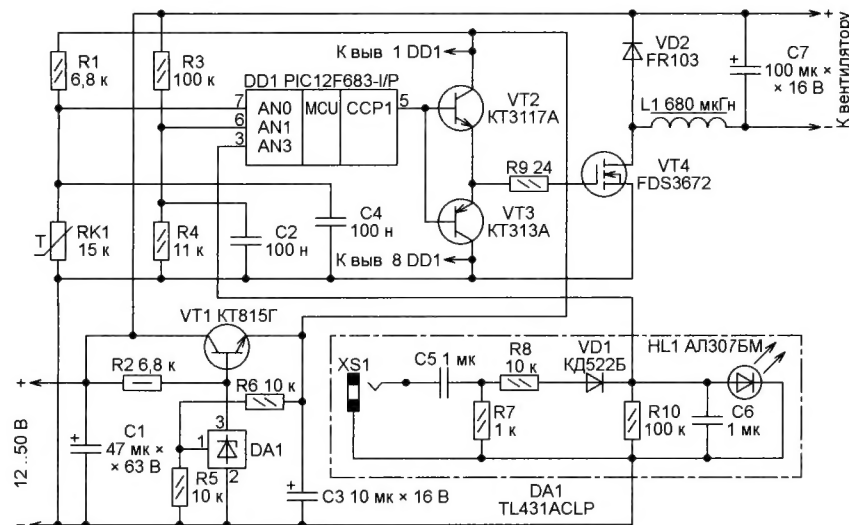 R1
6,8 к
R3
100 к
DD1 PIC12F683-I/P
7
AN0
6
AN1
3
AN3
MCU
CCP1
5
К выв 1 DD1
VT2
КТ3117А
VT3
КТ313А
К выв 8 DD1
R9 24
VT4
FDS3672
VD2
FR103
L1 680 мкГн
C7
100 мк ×
× 16 В
+
К вентилятору
–
+
T
RK1
15 к
R4
11 к
C2
100 н
C4
100 н
VT1 КТ815Г
R2 6,8 к
R6 10 к
+
12...50 В
–
+
C1
47 мк ×
× 63 В
3
1
2
DA1
R5
10 к
+
C3 10 мк × 16 В
XS1
C5 1 мк
R8
10 к
VD1
КД522Б
HL1 АЛ307БМ
R7
1 к
R10
100 к
C6
1 мк
DA1
TL431ACLP